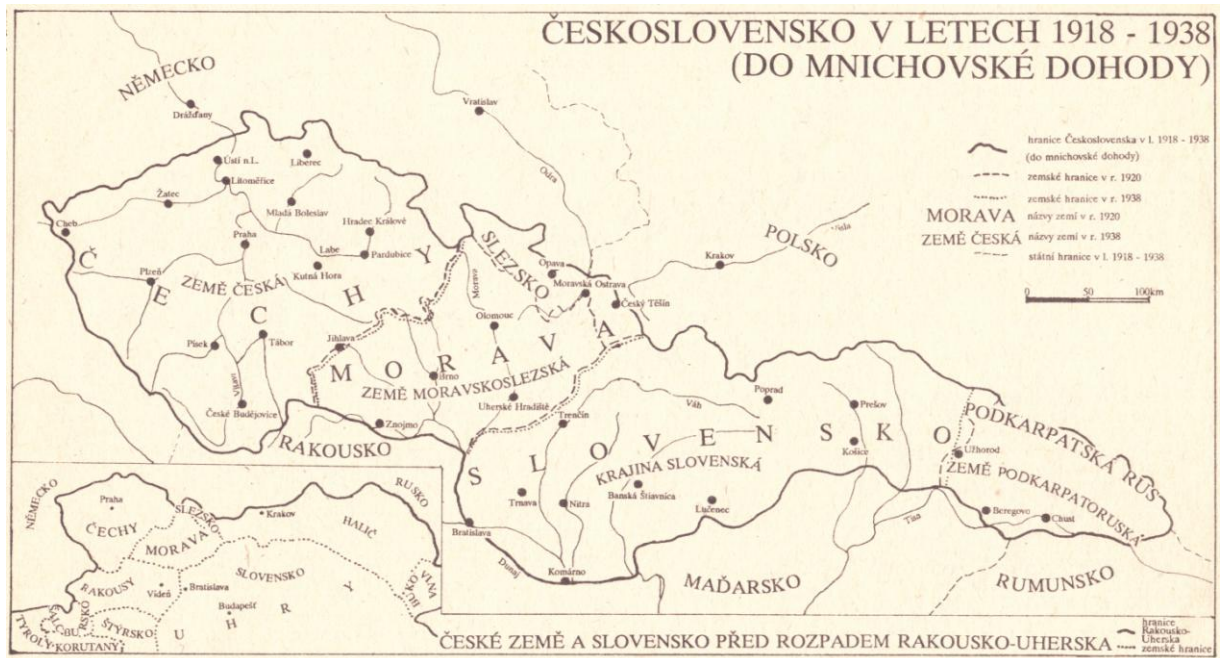 ČESKOSLOVENSKO V LETECH 1918 - 1938
(DO MNICHOVSKÉ DOHODY)
hranice Československa v l. 1918 - 1938
(do mnichovské dohody)
zemské hranice v r. 1920
zemské hranice v r. 1938
MORAVA názvy zemí v r. 1920
ZEMĚ ČESKÁ názvy zemí v r. 1938
státní hranice v l. 1918 - 1938
0 50 100km
NĚMECKO
Drážďany
Vratislav
Ústí n.L.
Liberec
Litoměřice
Žatec
Mladá Boleslav
Odra
Cheb
Hradec Králové
Praha
Labe
Pardubice
Kutná Hora
Plzeň
ZEMĚ ČESKÁ
ČECHY
SLEZSKO
POLSKO
Visla
Krakov
Opava
Moravská Ostrava
Český Těšín
Morava
Olomouc
Písek
Tábor
Jihlava
MORAVA
Brno
ZEMĚ MORAVSKOSLEZSKÁ
Vltava
České Budějovice
Uherské Hradiště
Znojmo
RAKOUSKO
Trenčín
Váh
Poprad
Prešov
SLOVENSKO
KRAJINA SLOVENSKÁ
Košice
PODKARPATSKÁ RUS
Užhorod
ZEMĚ PODKARPATORUSKÁ
Trnava
Nitra
Banská Štiavnica
Lučenec
Beregovo
Chust
Tisa
Bratislava
Dunaj
Komárno
MAĎARSKO
RUMUNSKO
NĚMECKO
Praha
ČECHY
SLEZSKO
Krakov
RUSKO
HALIČ
MORAVA
RAKOUSY
Vídeň
Bratislava
SLOVENSKO
BUKO
VINA
Budapešť
UHRY
SALCBU
RSKO
ŠTÝRSKO
TYROLY
KORUTANY
ČESKÉ ZEMĚ A SLOVENSKO PŘED ROZPADEM RAKOUSKO-UHERSKA
hranice
Rakousko-
Uherska
zemské hranice